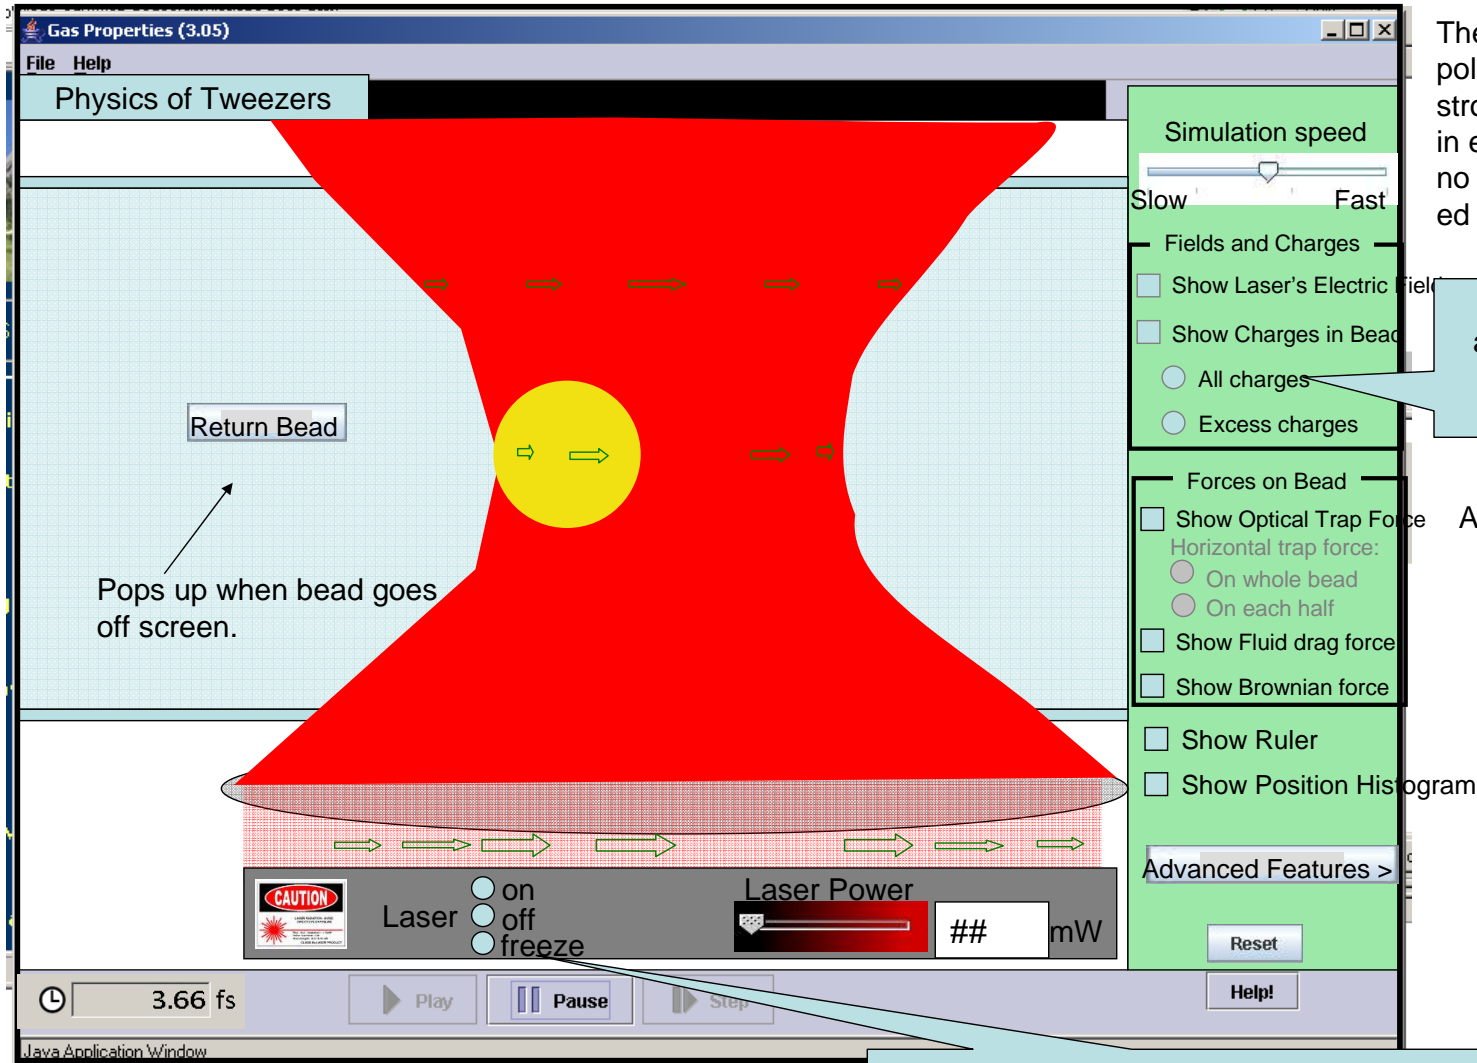 Gas Properties (3.05)
File Help
Physics of Tweezers
Simulation speed
Slow Fast
Fields and Charges
Show Laser's Electric Field
Show Charges in Bead
All charges
Excess charges
Return Bead
Pops up when bead goes
off screen.
Forces on Bead
Show Optical Trap Force
Horizontal trap force:
On whole bead
On each half
Show Fluid drag force
Show Brownian force
Show Ruler
Show Position Histogram
Advanced Features >
Reset
Help!
CAUTION
Laser
on
off
freeze
Laser Power
## mW
3.66 fs
Play
Pause
Step
Java Application Window
The
no
ed